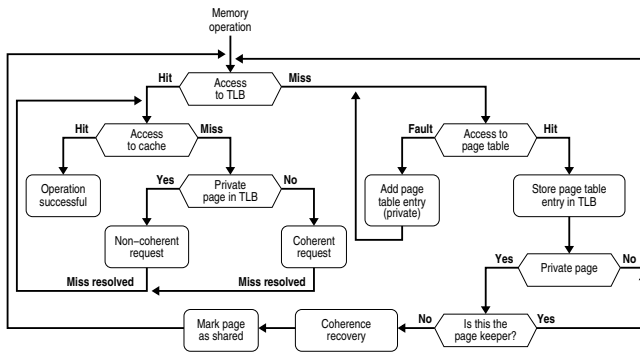 Memory
operation
Hit
Access
to TLB
Miss
Hit
Access
to cache
Miss
Fault
Access to
page table
Hit
Operation
successful
Yes
Private
page in TLB
No
Add page
table entry
(private)
Store page table
entry in TLB
Non−coherent
request
Coherent
request
Yes
Private page
No
Miss resolved
Miss resolved
Mark page
as shared
Coherence
recovery
No
Is this the
page keeper?
Yes